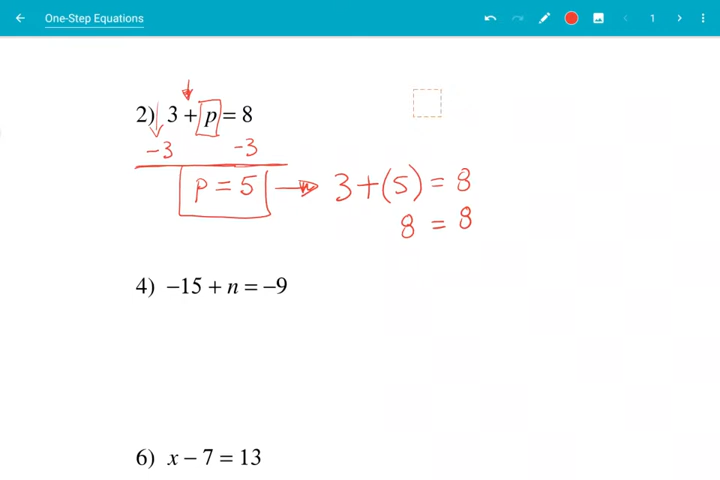 One-Step Equations
1
2) 3 + p = 8
-3 -3
p = 5 → 3 + (5) = 8
8 = 8
4) −15 + n = −9
6) x − 7 = 13